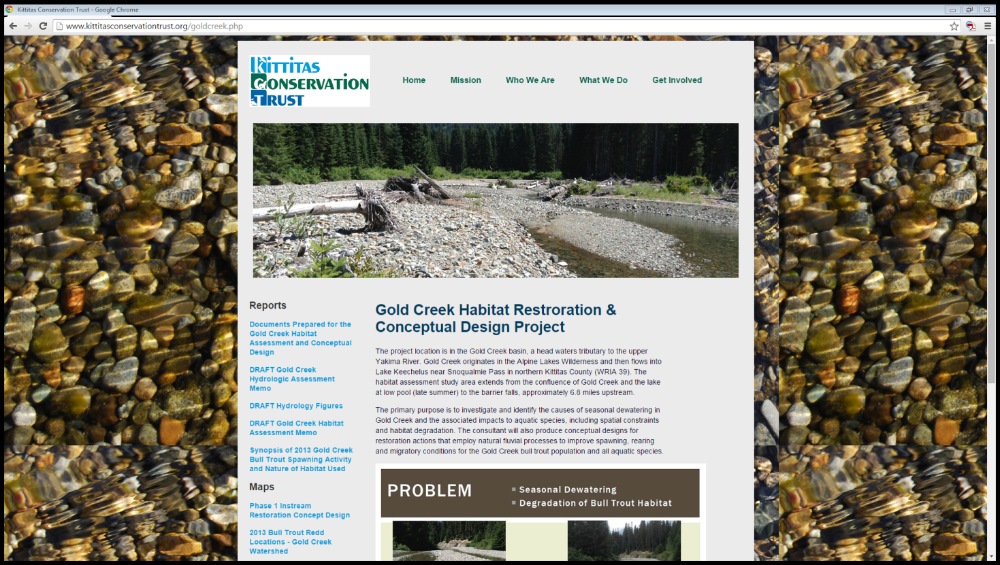 Kittitas Conservation Trust - Google Chrome
www.kittitasconservationtrust.org/goldcreek.php
KITTITAS
CONSERVATION
TRUST
Home
Mission
Who We Are
What We Do
Get Involved
Reports
Documents Prepared for the
Gold Creek Habitat
Assessment and Conceptual
Design
DRAFT Gold Creek
Hydrologic Assessment
Memo
DRAFT Hydrology Figures
DRAFT Gold Creek Habitat
Assessment Memo
Synopsis of 2013 Gold Creek
Bull Trout Spawning Activity
and Nature of Habitat Used
Maps
Phase 1 Instream
Restoration Concept Design
2013 Bull Trout Redd
Locations - Gold Creek
Watershed
Gold Creek Habitat Restroration &
Conceptual Design Project
The project location is in the Gold Creek basin, a head waters tributary to the upper
Yakima River. Gold Creek originates in the Alpine Lakes Wilderness and then flows into
Lake Keechelus near Snoqualmie Pass in northern Kittitas County (WRIA 39). The
habitat assessment study area extends from the confluence of Gold Creek and the lake
at low pool (late summer) to the barrier falls, approximately 6.8 miles upstream.
The primary purpose is to investigate and identify the causes of seasonal dewatering in
Gold Creek and the associated impacts to aquatic species, including spatial constraints
and habitat degradation. The consultant will also produce conceptual designs for
restoration actions that employ natural fluvial processes to improve spawning, rearing
and migratory conditions for the Gold Creek bull trout population and all aquatic species.
PROBLEM
Seasonal Dewatering
Degradation of Bull Trout Habitat